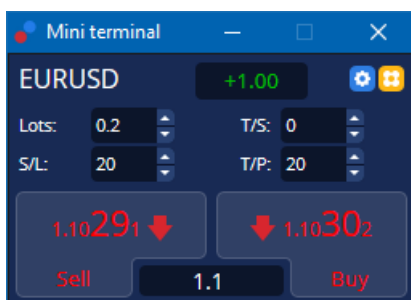 Mini terminal
EURUSD +1.00
Lots: 0.2 T/S: 0
S/L: 20 T/P: 20
1.10291 1.10302
Sell 1.1 Buy